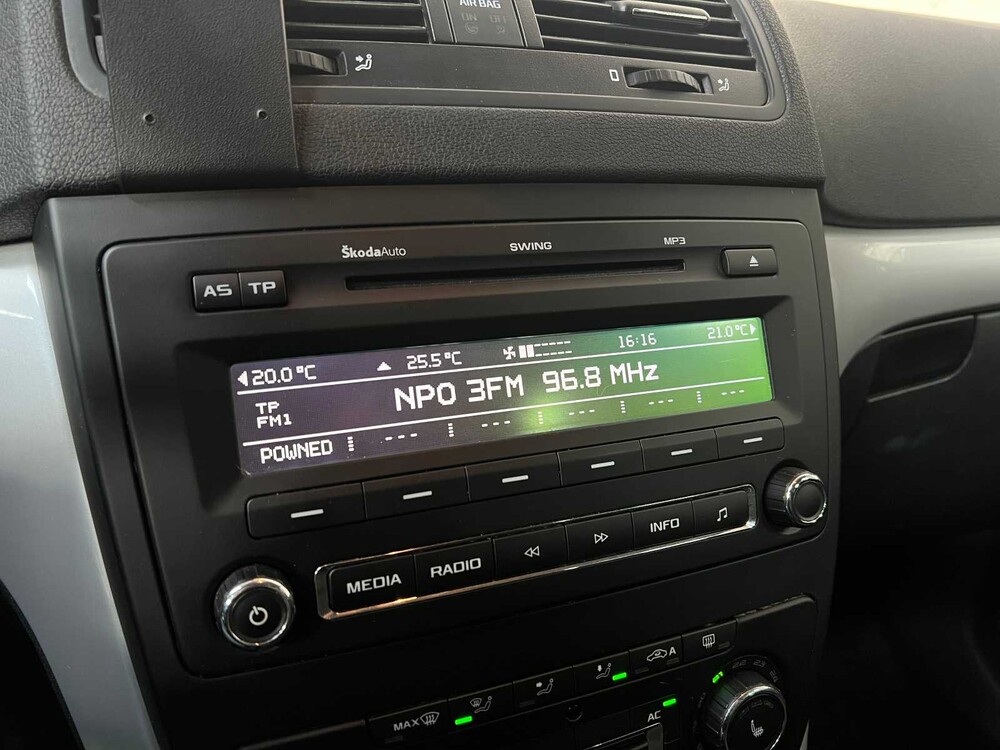 AIR BAG
ON OFF
0
ŠkodaAuto SWING MP3
AS TP
20.0 °C 25.5 °C 16:16 21.0 °C
TP NPO 3FM 96.8 MHz
FM1
POWNED --- --- --- --- ---
MEDIA RADIO INFO
MAX A
AC